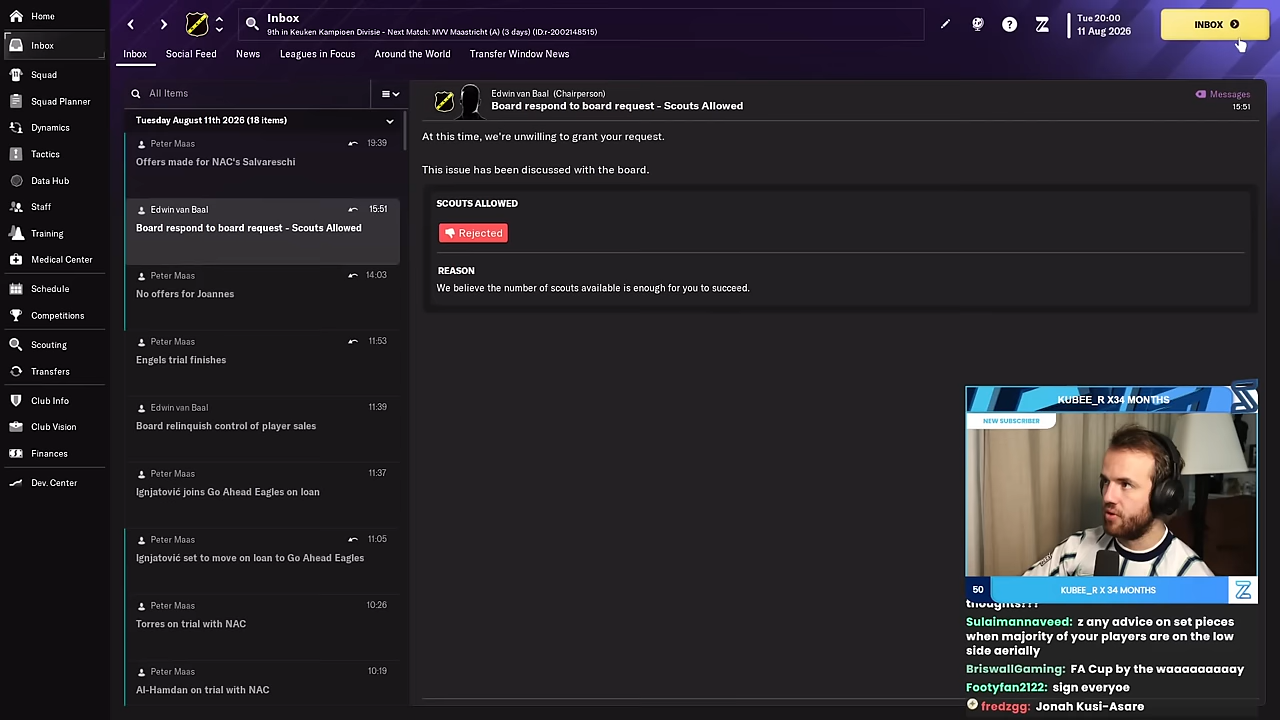 Home
Inbox
Squad
Squad Planner
Dynamics
Tactics
Data Hub
Staff
Training
Medical Center
Schedule
Competitions
Scouting
Transfers
Club Info
Club Vision
Finances
Dev. Center
Inbox
9th in Keuken Kampioen Divisie - Next Match: MVV Maastricht (A) (3 days) (ID:r-2002148515)
Tue 20:00
11 Aug 2026
INBOX
Inbox
Social Feed
News
Leagues in Focus
Around the World
Transfer Window News
All Items
Tuesday August 11th 2026 (18 items)
Peter Maas 19:39
Offers made for NAC's Salvareschi
Edwin van Baal 15:51
Board respond to board request - Scouts Allowed
Peter Maas 14:03
No offers for Joannes
Peter Maas 11:53
Engels trial finishes
Edwin van Baal 11:39
Board relinquish control of player sales
Peter Maas 11:37
Ignjatović joins Go Ahead Eagles on loan
Peter Maas 11:05
Ignjatović set to move on loan to Go Ahead Eagles
Peter Maas 10:26
Torres on trial with NAC
Peter Maas 10:19
Al-Hamdan on trial with NAC
Edwin van Baal (Chairperson)
Board respond to board request - Scouts Allowed
Messages
15:51
At this time, we're unwilling to grant your request.
This issue has been discussed with the board.
SCOUTS ALLOWED
Rejected
REASON
We believe the number of scouts available is enough for you to succeed.
KUBEE_R X34 MONTHS
NEW SUBSCRIBER
50
KUBEE_R X 34 MONTHS
Z
thoughts???
Sulaimannaveed: z any advice on set pieces
when majority of your players are on the low
side aerially
BriswallGaming: FA Cup by the waaaaaaaay
Footyfan2122: sign everyoe
fredzgg: Jonah Kusi-Asare